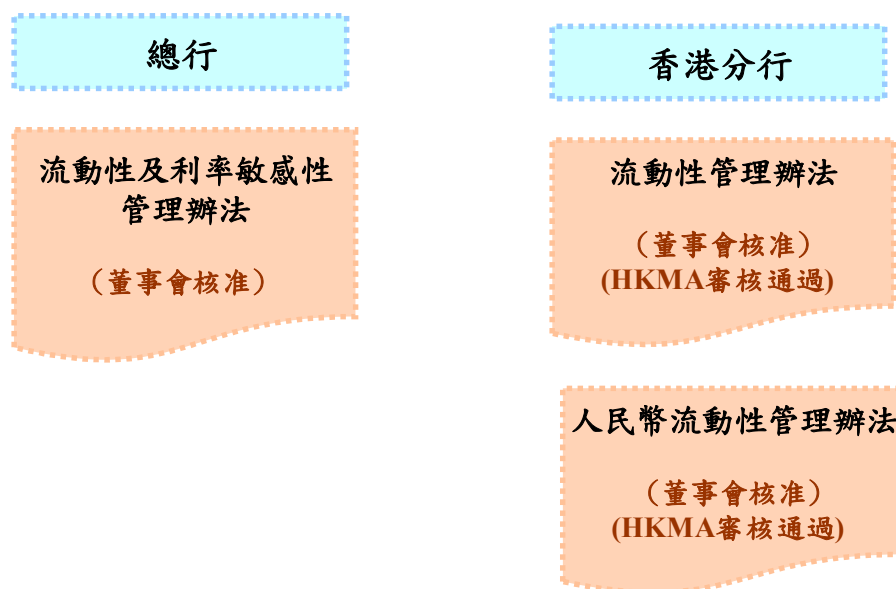 總行
流動性及利率敏感性
管理辦法
（董事會核准）
香港分行
流動性管理辦法
（董事會核准）
(HKMA審核通過)
人民幣流動性管理辦法
（董事會核准）
(HKMA審核通過)